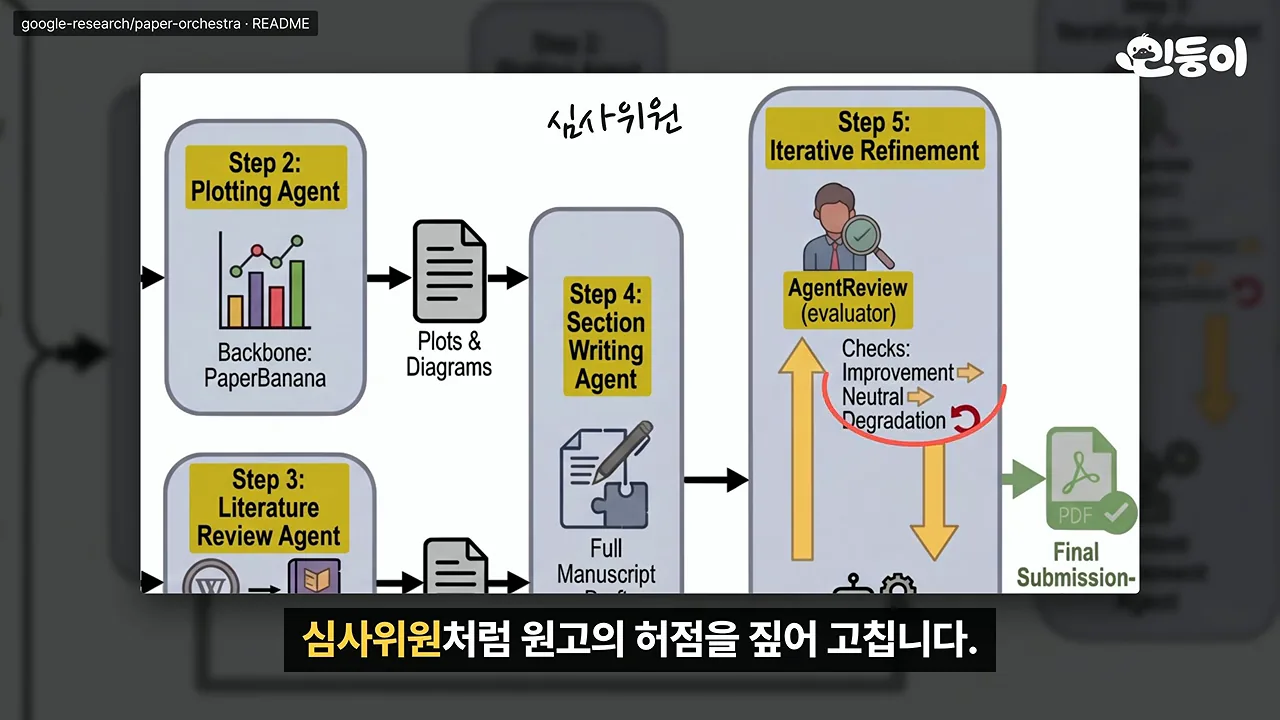 google-research/paper-orchestra · README
인둥이
심사위원
Step 2:
Plotting Agent
Backbone:
PaperBanana
Plots &
Diagrams
Step 3:
Literature
Review Agent
W
Step 4:
Section
Writing
Agent
Full
Manuscript
Step 5:
Iterative Refinement
AgentReview
(evaluator)
Checks:
Improvement
Neutral
Degradation
PDF
Final
Submission-
심사위원처럼 원고의 허점을 짚어 고칩니다.